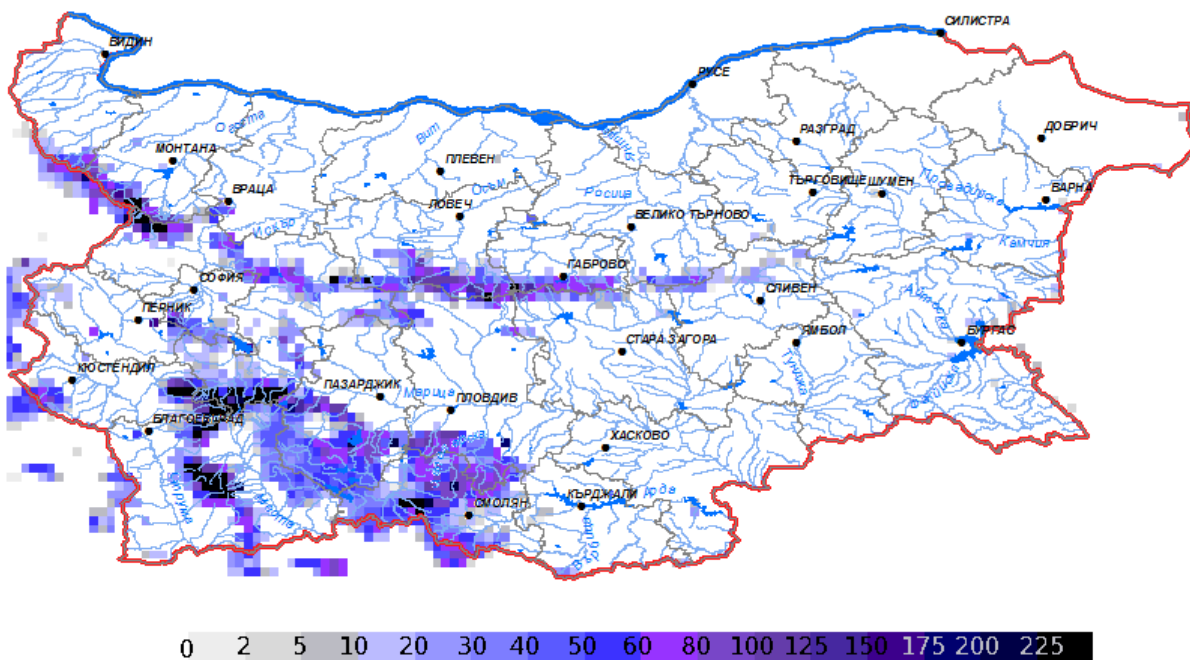 СИЛИСТРА
ВИДИН
РУСЕ
Огоста
Вит
РАЗГРАД
ДОБРИЧ
МОНТАНА
ПЛЕВЕН
ВРАЦА
Осъм
Росица
ТЪРГОВИЩЕ
ШУМЕН
Провадийска
ВАРНА
ЛОВЕЧ
Искър
ВЕЛИКО ТЪРНОВО
Камчия
СОФИЯ
ГАБРОВО
СЛИВЕН
ПЕРНИК
ЯМБОЛ
БУРГАС
СТАРА ЗАГОРА
Тунджа
КЮСТЕНДИЛ
ПАЗАРДЖИК
Марица
ПЛОВДИВ
БЛАГОЕВГРАД
ХАСКОВО
Струма
Места
СМОЛЯН
КЪРДЖАЛИ
0 2 5 10 20 30 40 50 60 80 100 125 150 175 200 225